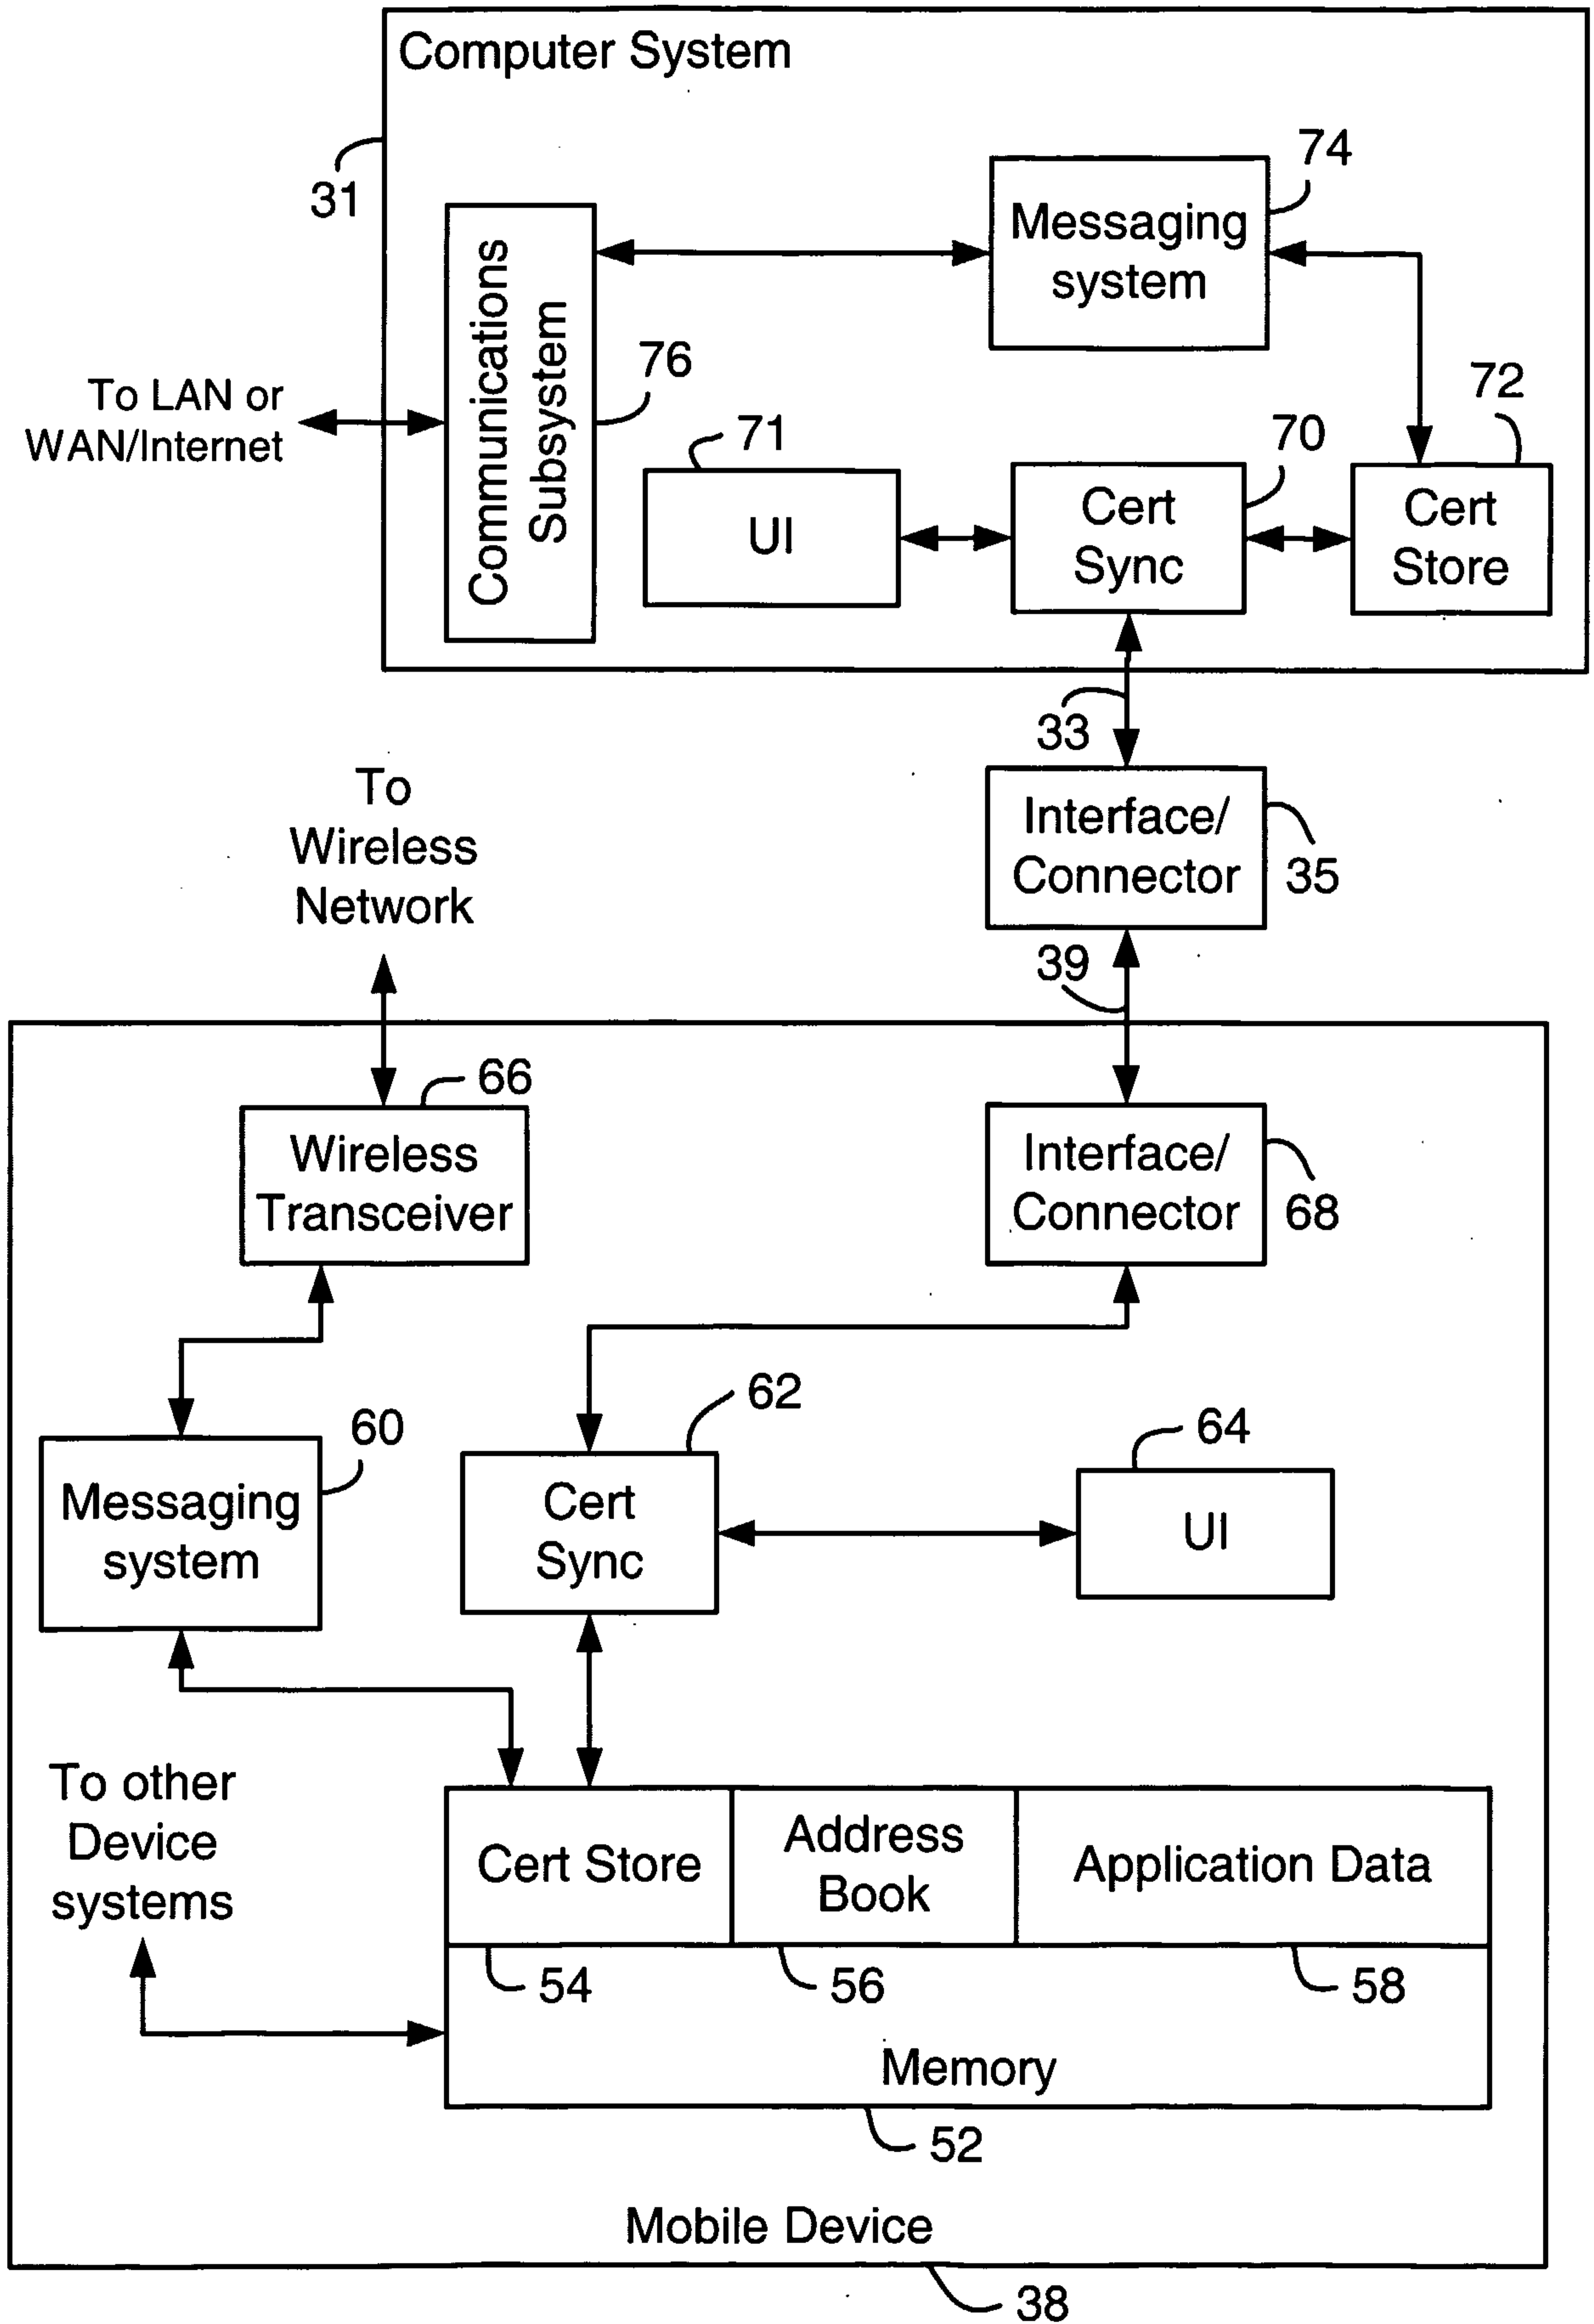 Computer System
31
74
Messaging
system
Communications
Subsystem
76
To LAN or
WAN/Internet
72
71
70
UI
Cert
Sync
Cert
Store
33
Interface/
Connector
35
To
Wireless
Network
39
66
Wireless
Transceiver
Interface/
Connector
68
62
60
64
Messaging
system
Cert
Sync
UI
To other
Device
systems
Cert Store
Address
Book
Application Data
54
56
58
Memory
52
Mobile Device
38